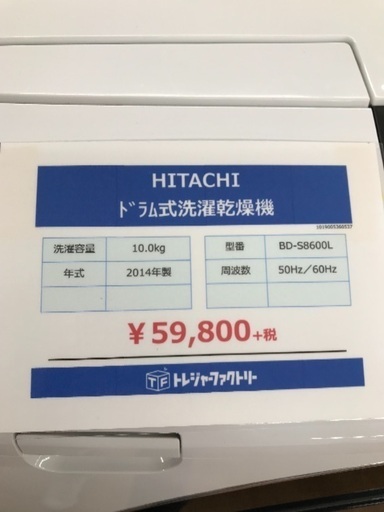 HITACHI
ドラム式洗濯乾燥機
洗濯容量 10.0kg
年式 2014年製
型番 BD-S8600L
周波数 50Hz/60Hz
¥59,800+税
TF トレジャーファクトリー